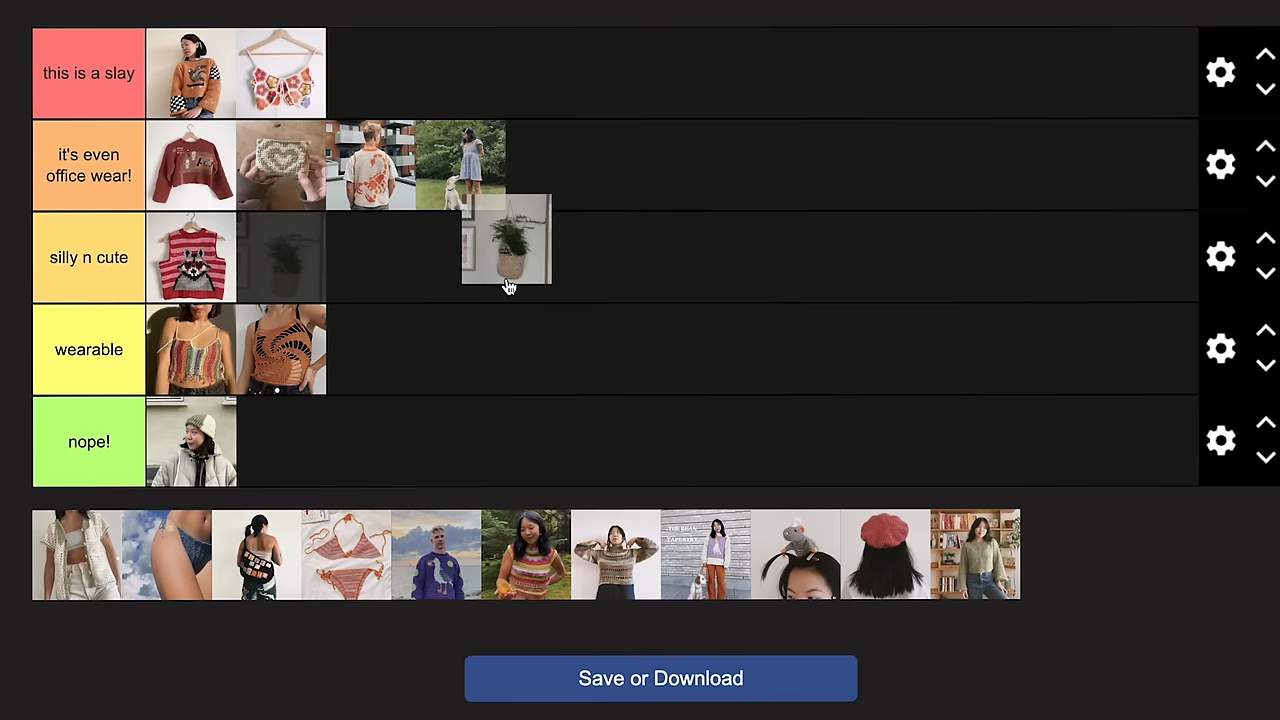 this is a slay
it's even
office wear!
silly n cute
wearable
nope!
THE BEAN
TAPESTRY
Save or Download